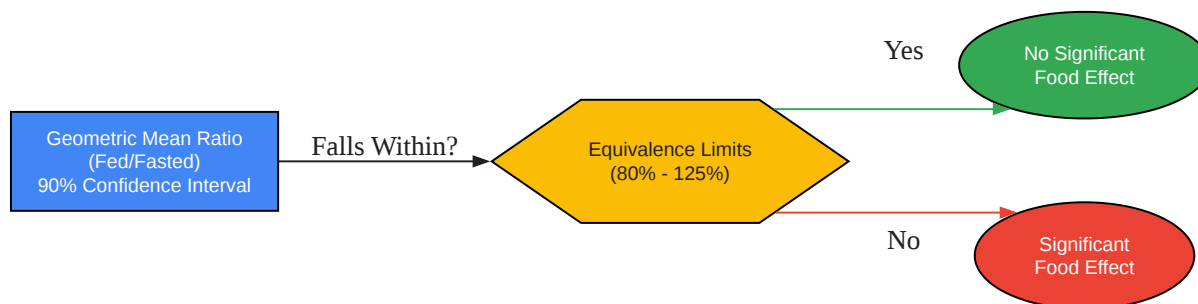 Geometric Mean Ratio
(Fed/Fasted)
90% Confidence Interval
Falls Within?
Equivalence Limits
(80% - 125%)
Yes
No Significant
Food Effect
No
Significant
Food Effect